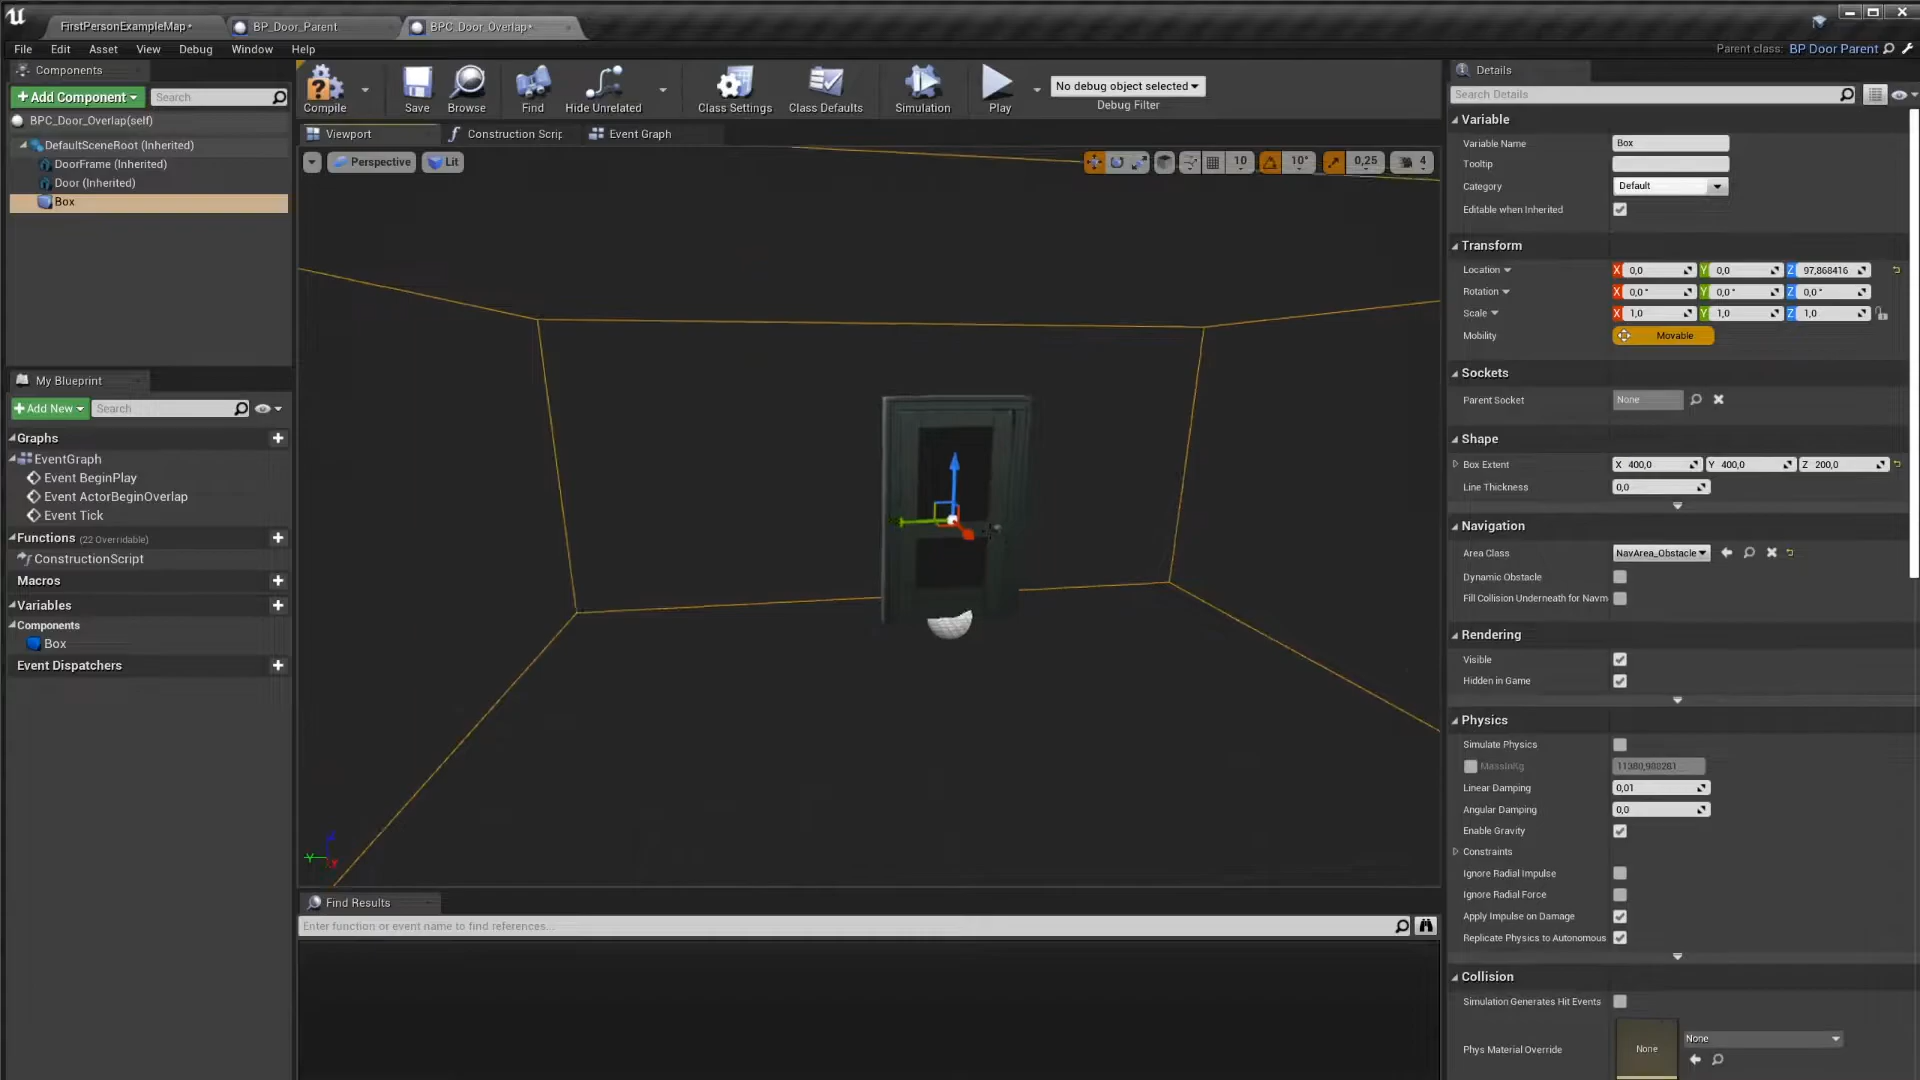 FirstPersonExampleMap*
BP_Door_Parent
BPC_Door_Overlap*
File Edit Asset Debug View Window Help
Parent class: BP Door Parent
Components
Add Component
Search
BPC_Door_Overlap(self)
DefaultSceneRoot (Inherited)
DoorFrame (Inherited)
Door (Inherited)
Box
My Blueprint
Add New
Search
Graphs
EventGraph
Event BeginPlay
Event ActorBeginOverlap
Event Tick
Functions (22 Overridable)
ConstructionScript
Macros
Variables
Components
Box
Event Dispatchers
Compile
Save
Browse
Find
Hide Unrelated
Class Settings
Class Defaults
Simulation
Play
No debug object selected
Debug Filter
Viewport
Construction Scrip
Event Graph
Perspective
Lit
10
10°
0,25
4
Find Results
Enter function or event name to find references...
Details
Search Details
Variable
Variable Name Box
Tooltip
Category Default
Editable when Inherited
Transform
Location X 0,0 Y 0,0 Z 97,868416
Rotation X 0,0 ° Y 0,0 ° Z 0,0 °
Scale X 1,0 Y 1,0 Z 1,0
Mobility Movable
Sockets
Parent Socket None
Shape
Box Extent X 400,0 Y 400,0 Z 200,0
Line Thickness 0,0
Navigation
Area Class NavArea_Obstacle
Dynamic Obstacle
Fill Collision Underneath for Navm
Rendering
Visible
Hidden in Game
Physics
Simulate Physics
MassInKg
Linear Damping 0,01
Angular Damping 0,0
Enable Gravity
Constraints
Ignore Radial Impulse
Ignore Radial Force
Apply Impulse on Damage
Replicate Physics to Autonomous
Collision
Simulation Generates Hit Events
Phys Material Override None None